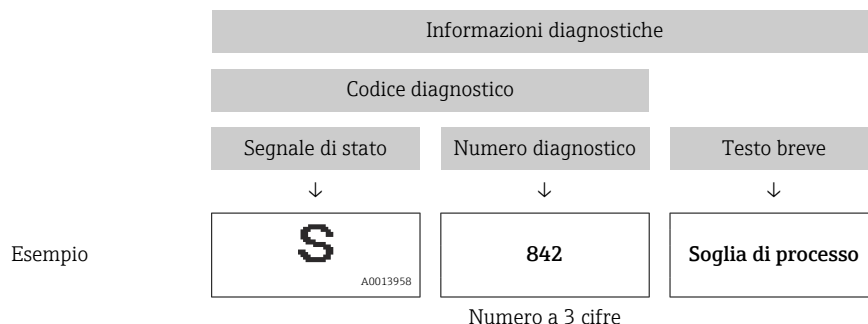 Informazioni diagnostiche
Codice diagnostico
Segnale di stato Numero diagnostico Testo breve
↓ ↓ ↓
Esempio S 842 Soglia di processo
A0013958
Numero a 3 cifre